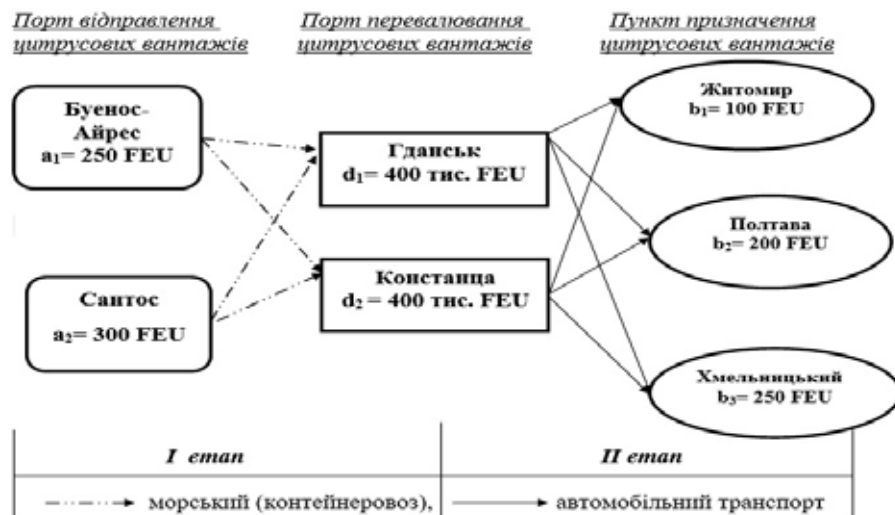 Порт відправлення
цитрусових вантажів
Порт перевалювання
цитрусових вантажів
Пункт призначення
цитрусових вантажів
Буенос-
Айрес
a₁= 250 FEU
Сантос
a₂= 300 FEU
Гданськ
d₁= 400 тис. FEU
Констанца
d₂ = 400 тис. FEU
Житомир
b₁= 100 FEU
Полтава
b₂= 200 FEU
Хмельницький
b₃= 250 FEU
I етап
II етап
морський (контейнеровоз),
автомобільний транспорт